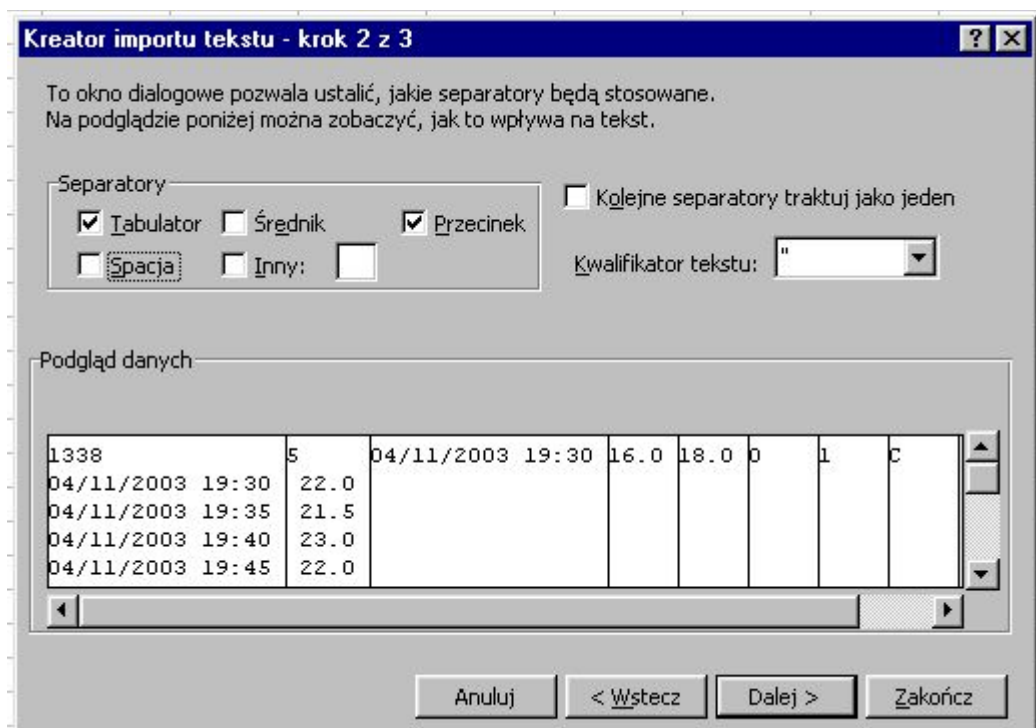 Kreator importu tekstu - krok 2 z 3
To okno dialogowe pozwala ustalić, jakie separatory będą stosowane.
Na podglądzie poniżej można zobaczyć, jak to wpływa na tekst.
Separatory
Tabulator Średnik Przecinek
Spacja Inny:
Kolejne separatory traktuj jako jeden
Kwalifikator tekstu: "
Podgląd danych
1338 5 04/11/2003 19:30 16.0 18.0 0 1 C
04/11/2003 19:30 22.0
04/11/2003 19:35 21.5
04/11/2003 19:40 23.0
04/11/2003 19:45 22.0
Anuluj < Wstecz Dalej > Zakończ